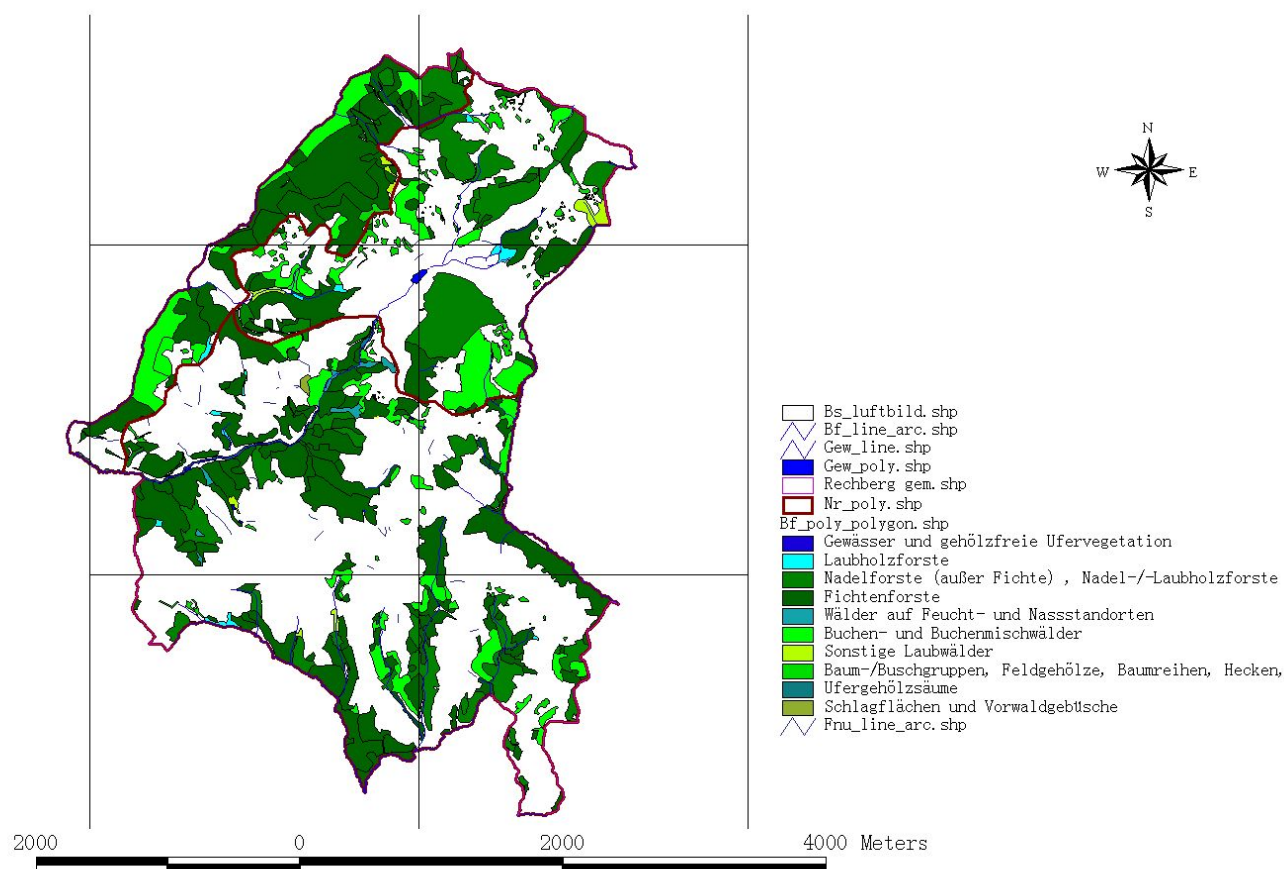 N
W E
S
Bs_luftbild.shp
Bf_line_arc.shp
Gew_line.shp
Gew_poly.shp
Rechberg gem.shp
Nr_poly.shp
Bf_poly_polygon.shp
Gewässer und gehölzfreie Ufervegetation
Laubholzforste
Nadelforste (außer Fichte) , Nadel-/-Laubholzforste
Fichtenforste
Wälder auf Feucht- und Nassstandorten
Buchen- und Buchenmischwälder
Sonstige Laubwälder
Baum-/Buschgruppen, Feldgehölze, Baumreihen, Hecken,
Ufergehölzsäume
Schlagflächen und Vorwaldgebüsche
Fnu_line_arc.shp
2000 0 2000 4000 Meters